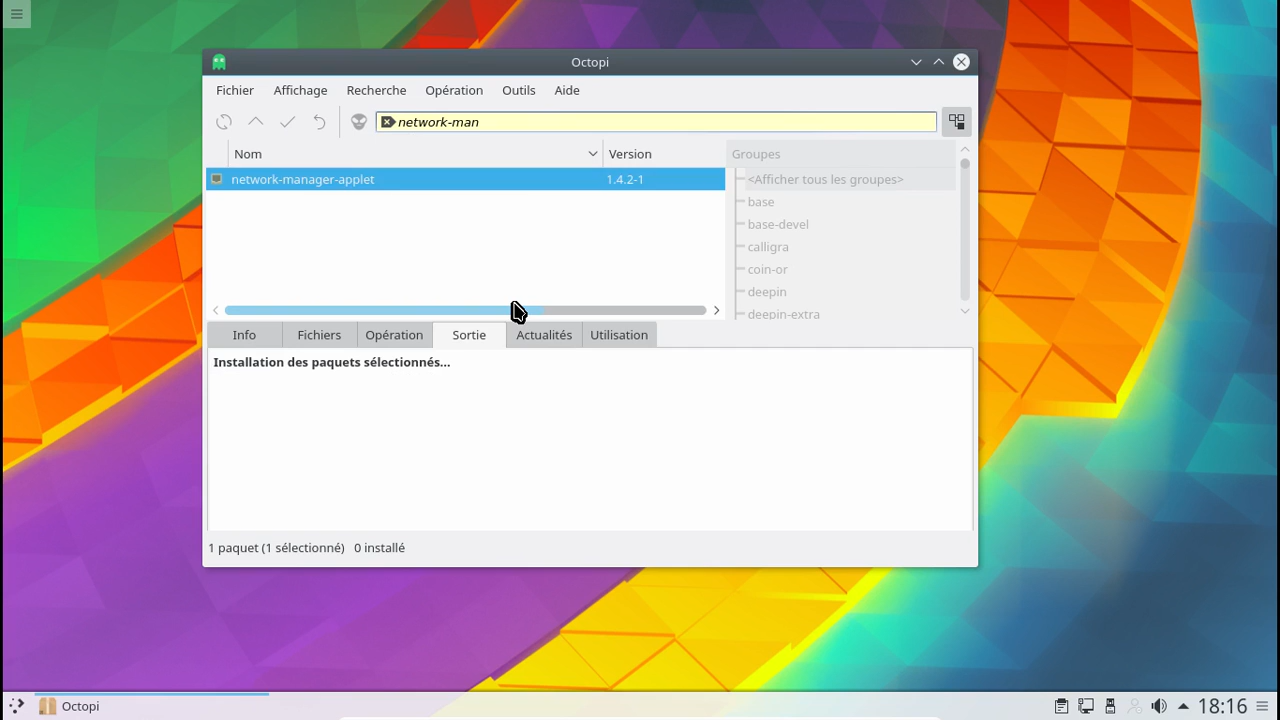 Octopi
Fichier Affichage Recherche Opération Outils Aide
network-man
Nom Version Groupes
network-manager-applet 1.4.2-1
<Afficher tous les groupes>
base
base-devel
calligra
coin-or
deepin
deepin-extra
Info Fichiers Opération Sortie Actualités Utilisation
Installation des paquets sélectionnés...
1 paquet (1 sélectionné) 0 installé
Octopi 18:16